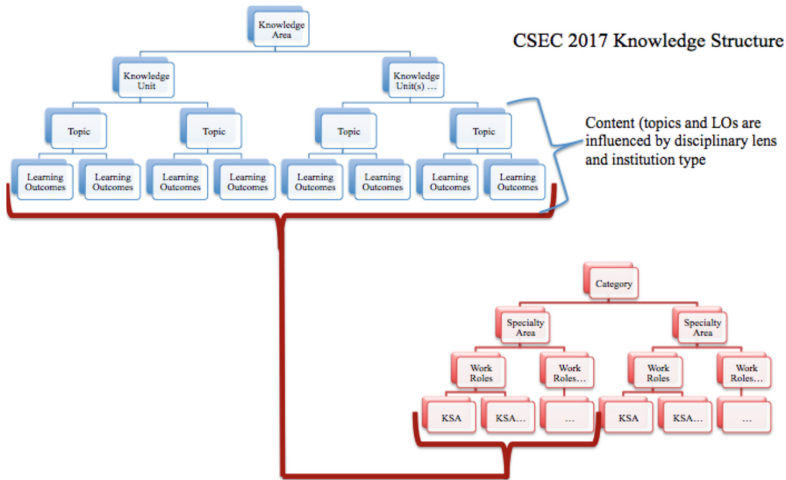 Knowledge
Area
CSEC 2017 Knowledge Structure
Knowledge
Unit
Knowledge
Unit(s) ...
Topic
Topic
Topic
Topic
Content (topics and LOs are
influenced by disciplinary lens
and institution type
Learning
Outcomes
Learning
Outcomes
Learning
Outcomes
Learning
Outcomes
Learning
Outcomes
Learning
Outcomes
Learning
Outcomes
Learning
Outcomes
Category
Specialty
Area
Specialty
Area
Work
Roles
Work
Roles...
Work
Roles
Work
Roles...
KSA
KSA...
...
KSA
KSA...
...